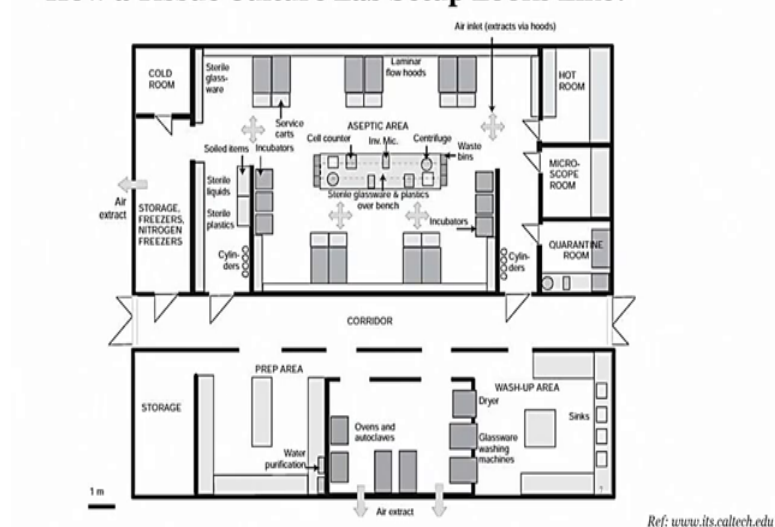 Air inlet (extracts via hoods)
COLD
ROOM
Sterile
glass-
ware
Laminar
flow hoods
HOT
ROOM
Service
carts
ASEPTIC AREA
Cell counter
Inv. Mic.
Centrifuge
Waste
bins
Soiled items
Incubators
MICRO-
SCOPE
ROOM
Sterile
liquids
Sterile glassware & plastics
over bench
Air
extract
STORAGE,
FREEZERS,
NITROGEN
FREEZERS
Sterile
plastics
Incubators
Cylin-
ders
Cylin-
ders
QUARANTINE
ROOM
CORRIDOR
PREP AREA
WASH-UP AREA
STORAGE
Dryer
Sinks
Ovens and
autoclaves
Glassware
washing
machines
Water
purification
1 m
Air extract
Ref: www.its.caltech.edu